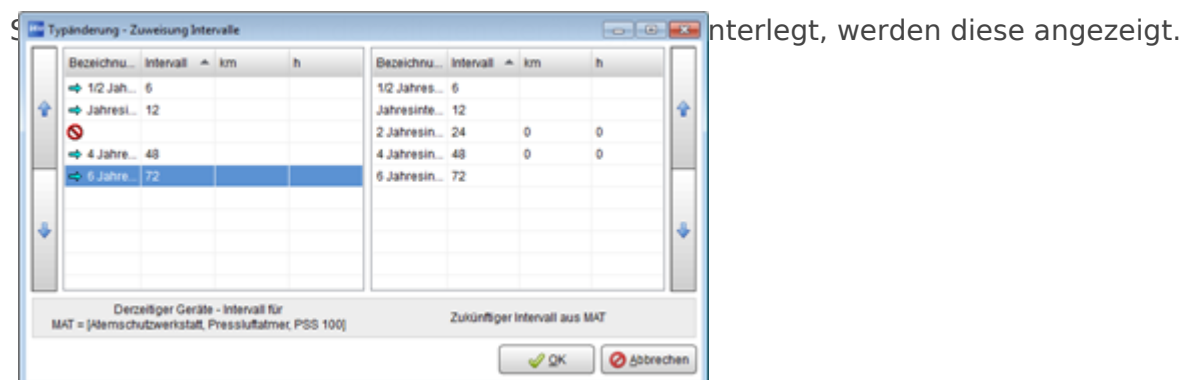 Typänderung - Zuweisung Intervalle
nterlegt, werden diese angezeigt.
Bezeichnu... Intervall km h Bezeichnu... Intervall km h
1/2 Jah... 6 1/2 Jahres... 6
Jahresi... 12 Jahresinte... 12
2 Jahresin... 24 0 0
4 Jahre... 48 4 Jahresin... 48 0 0
6 Jahre... 72 6 Jahresin... 72
Derzeitiger Geräte - Intervall für
MAT = [Atemschutzwerkstatt, Pressluftatmer, PSS 100]
Zukünftiger Intervall aus MAT
OK Abbrechen